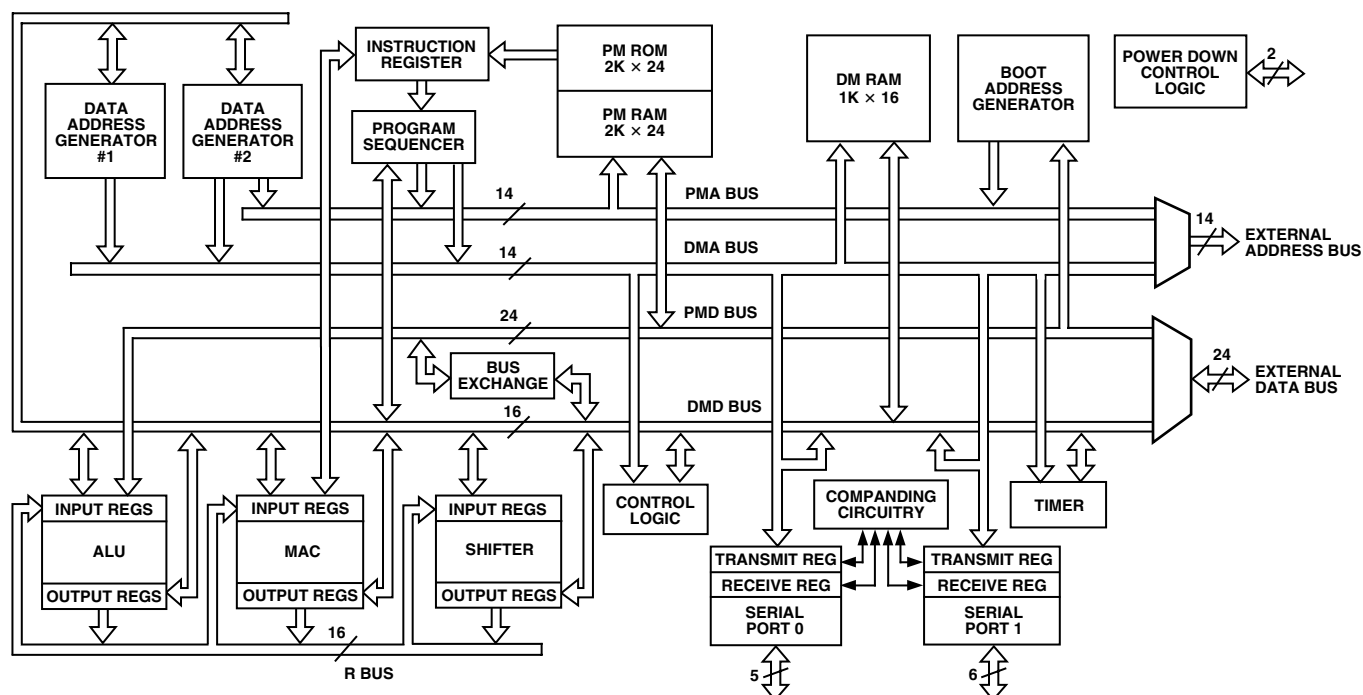 INSTRUCTION
REGISTER
PM ROM
2K × 24
PM RAM
2K × 24
DM RAM
1K × 16
BOOT
ADDRESS
GENERATOR
POWER DOWN
CONTROL
LOGIC
2
DATA
ADDRESS
GENERATOR
#1
DATA
ADDRESS
GENERATOR
#2
PROGRAM
SEQUENCER
14
PMA BUS
14
EXTERNAL
ADDRESS BUS
14
DMA BUS
24
PMD BUS
BUS
EXCHANGE
24
EXTERNAL
DATA BUS
16
DMD BUS
INPUT REGS
ALU
OUTPUT REGS
INPUT REGS
MAC
OUTPUT REGS
INPUT REGS
SHIFTER
OUTPUT REGS
CONTROL
LOGIC
COMPANDING
CIRCUITRY
TIMER
TRANSMIT REG
RECEIVE REG
SERIAL
PORT 0
TRANSMIT REG
RECEIVE REG
SERIAL
PORT 1
16
R BUS
5
6